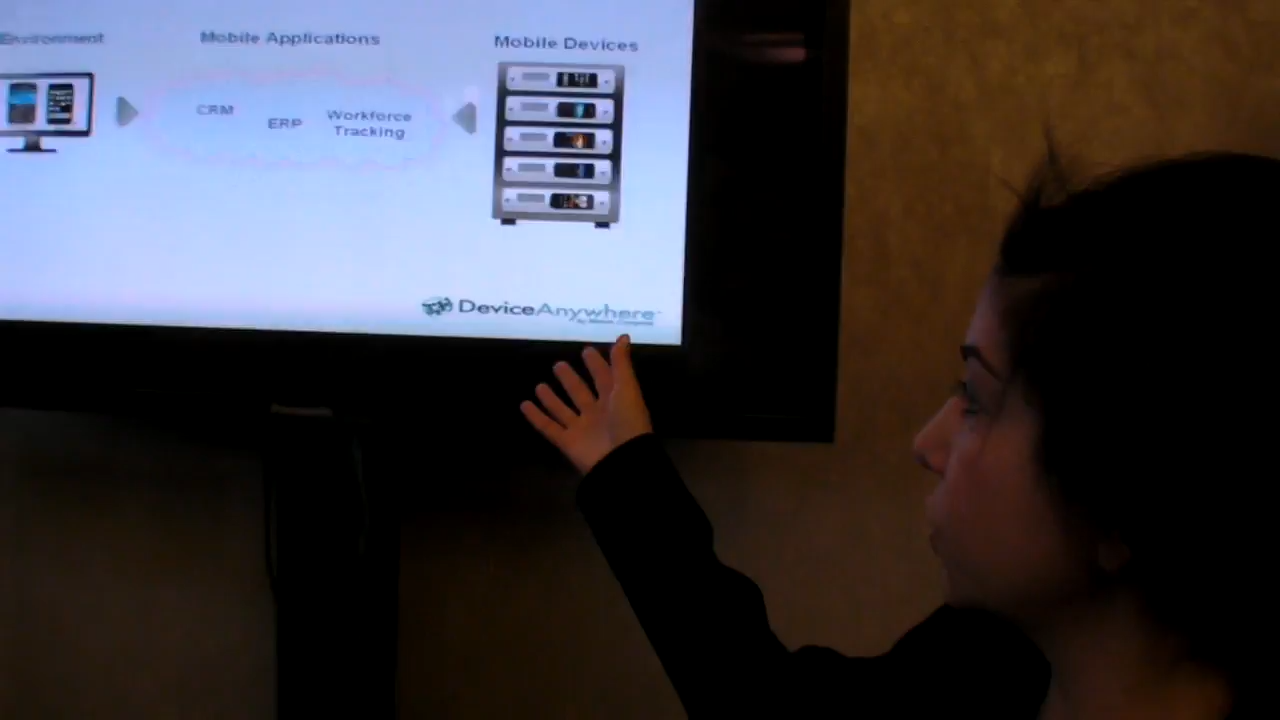 Environment
Mobile Applications
Mobile Devices
CRM
ERP
Workforce
Tracking
DeviceAnywhere